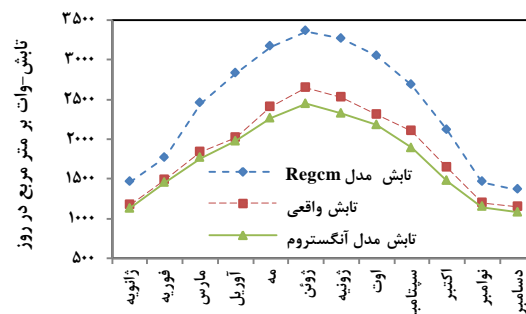 تابش-وات بر متر مربع در روز
۳۵۰۰
۳۰۰۰
۲۵۰۰
۲۰۰۰
۱۵۰۰
۱۰۰۰
۵۰۰
تابش مدل Regcm
تابش واقعی
تابش مدل آنگستروم
ژانویه
فوریه
مارس
آوریل
مه
ژوئن
ژونیه
اوت
سپتامبر
اکتبر
نوامبر
دسامبر